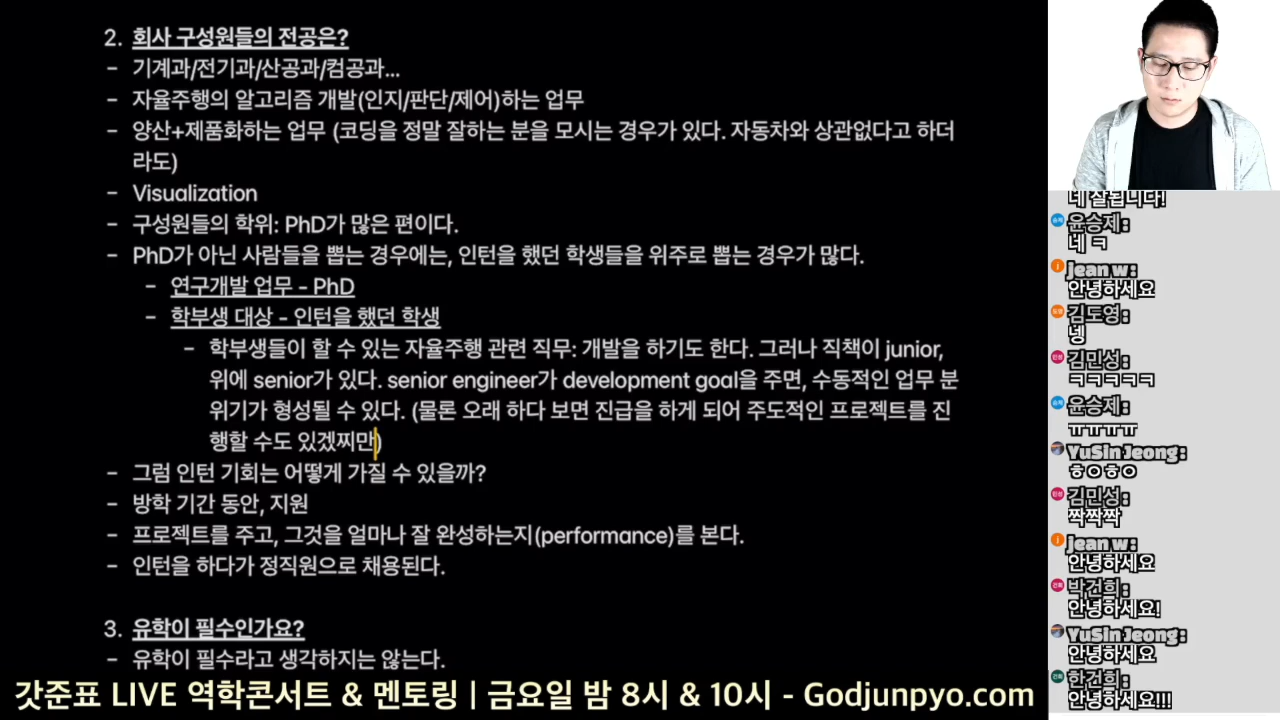 2. 회사 구성원들의 전공은?
- 기계과/전기과/산공과/컴공과...
- 자율주행의 알고리즘 개발(인지/판단/제어)하는 업무
- 양산+제품화하는 업무 (코딩을 정말 잘하는 분을 모시는 경우가 있다. 자동차와 상관없다고 하더
라도)
- Visualization
- 구성원들의 학위: PhD가 많은 편이다.
- PhD가 아닌 사람들을 뽑는 경우에는, 인턴을 했던 학생들을 위주로 뽑는 경우가 많다.
- 연구개발 업무 - PhD
- 학부생 대상 - 인턴을 했던 학생
- 학부생들이 할 수 있는 자율주행 관련 직무: 개발을 하기도 한다. 그러나 직책이 junior,
위에 senior가 있다. senior engineer가 development goal을 주면, 수동적인 업무 분
위기가 형성될 수 있다. (물론 오래 하다 보면 진급을 하게 되어 주도적인 프로젝트를 진
행할 수도 있겠찌만)
- 그럼 인턴 기회는 어떻게 가질 수 있을까?
- 방학 기간 동안, 지원
- 프로젝트를 주고, 그것을 얼마나 잘 완성하는지(performance)를 본다.
- 인턴을 하다가 정직원으로 채용된다.
3. 유학이 필수인가요?
- 유학이 필수라고 생각하지는 않는다.
갓준표 LIVE 역학콘서트 & 멘토링 | 금요일 밤 8시 & 10시 - Godjunpyo.com
네 잘됩니다!
윤승제:
네 ㅋ
jean w:
안녕하세요
김도영:
넹
김민성:
ㅋㅋㅋㅋㅋ
윤승제:
ㅠㅠㅠㅠ
YuSin Jeong:
ㅎㅇㅎㅇ
김민성:
짝짝짝
jean w:
안녕하세요
박건희:
안녕하세요!
YuSin Jeong:
안녕하세요
한건희:
안녕하세요!!!